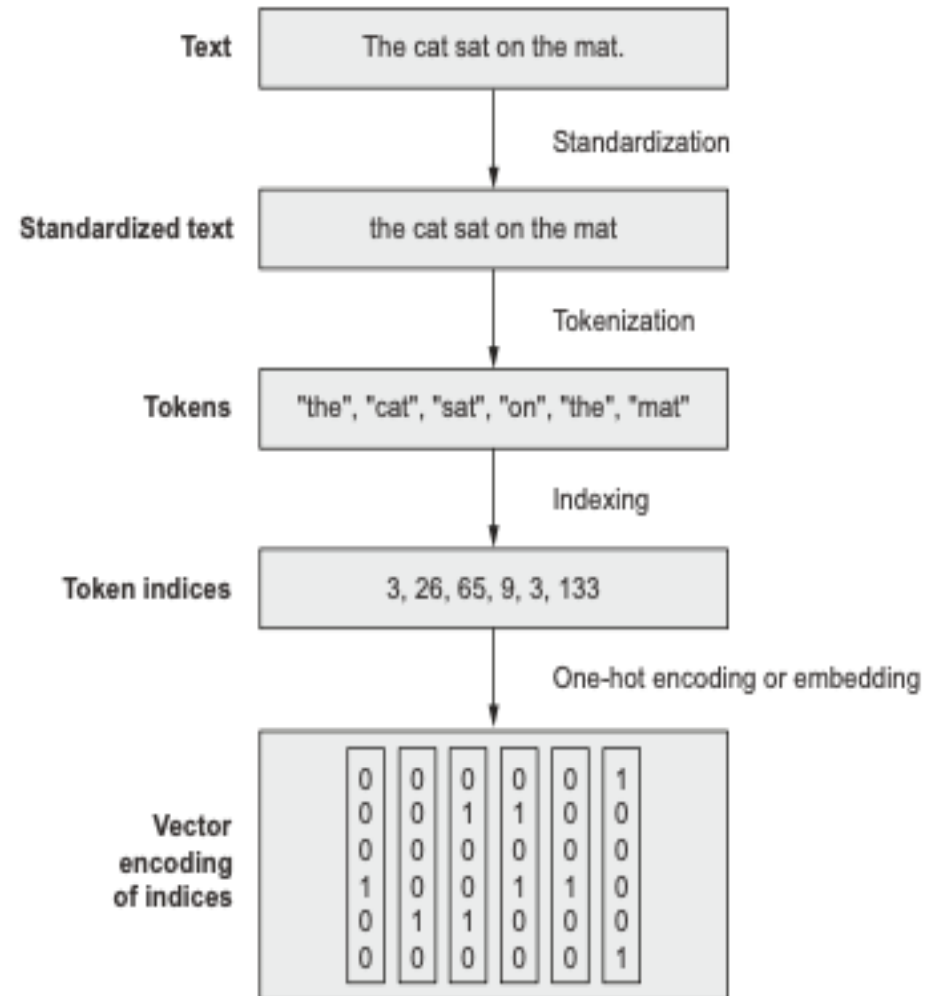 Text
The cat sat on the mat.
Standardization
Standardized text
the cat sat on the mat
Tokenization
Tokens
"the", "cat", "sat", "on", "the", "mat"
Indexing
Token indices
3, 26, 65, 9, 3, 133
One-hot encoding or embedding
Vector
encoding
of indices
0 0 0 0 0 1
0 0 1 1 0 0
0 0 0 0 0 0
1 0 0 1 1 0
0 1 1 0 0 0
0 0 0 0 0 1